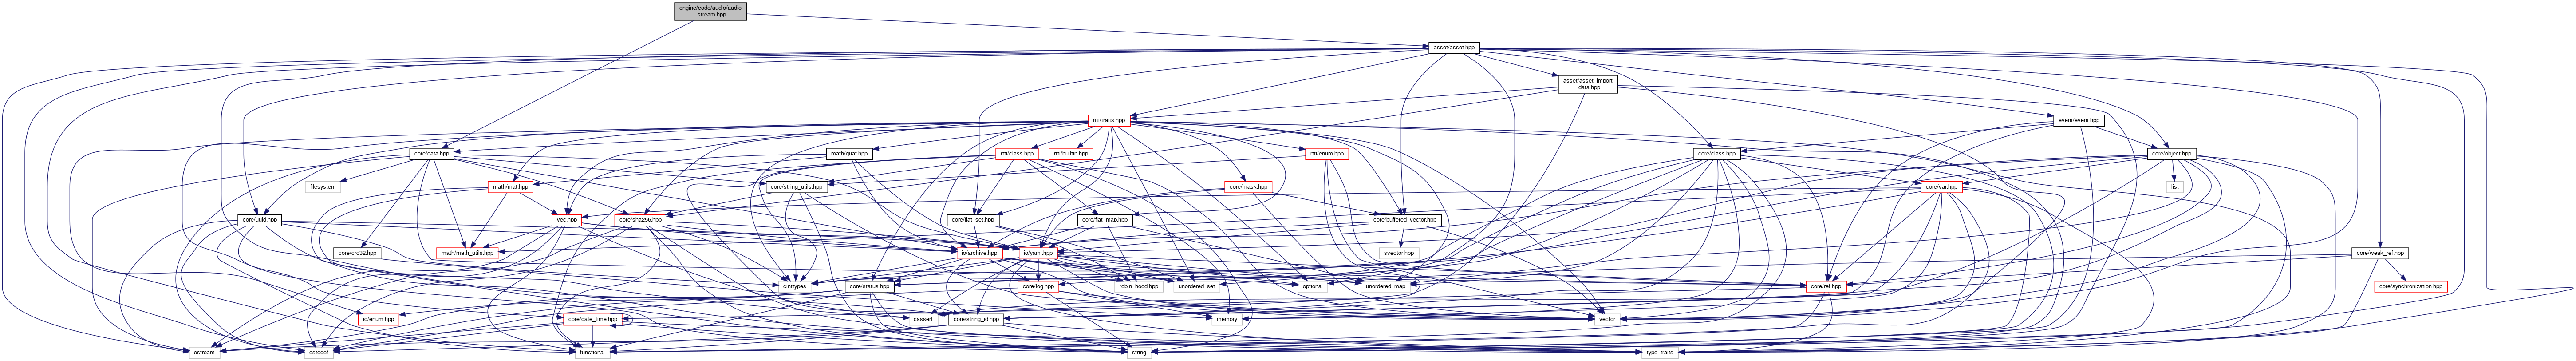 engine/code/audio/audio
_stream.hpp
asset/asset.hpp
asset/asset_import
_data.hpp
rtti/traits.hpp
event/event.hpp
core/data.hpp
math/quat.hpp
rtti/class.hpp
rtti/builtin.hpp
rtti/enum.hpp
core/class.hpp
core/object.hpp
filesystem
math/mat.hpp
core/string_utils.hpp
core/mask.hpp
core/var.hpp
list
core/uuid.hpp
vec.hpp
core/sha256.hpp
core/flat_set.hpp
core/flat_map.hpp
core/buffered_vector.hpp
core/crc32.hpp
math/math_utils.hpp
io/archive.hpp
io/yaml.hpp
svector.hpp
core/weak_ref.hpp
cinttypes
core/status.hpp
core/log.hpp
robin_hood.hpp
unordered_set
optional
unordered_map
core/ref.hpp
core/synchronization.hpp
io/enum.hpp
core/date_time.hpp
cassert
core/string_id.hpp
memory
vector
ostream
cstddef
functional
string
type_traits